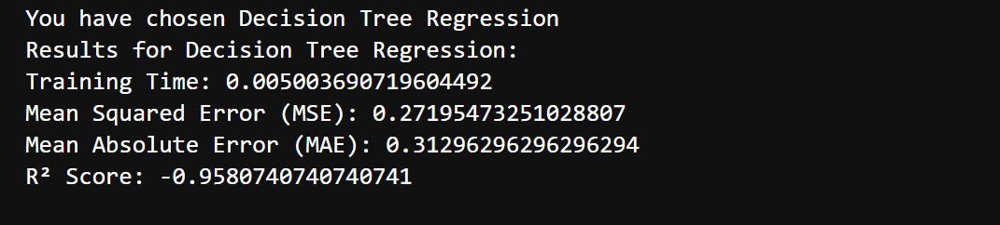 You have chosen Decision Tree Regression
Results for Decision Tree Regression:
Training Time: 0.005003690719604492
Mean Squared Error (MSE): 0.27195473251028807
Mean Absolute Error (MAE): 0.31296296296296294
R² Score: -0.9580740740740741